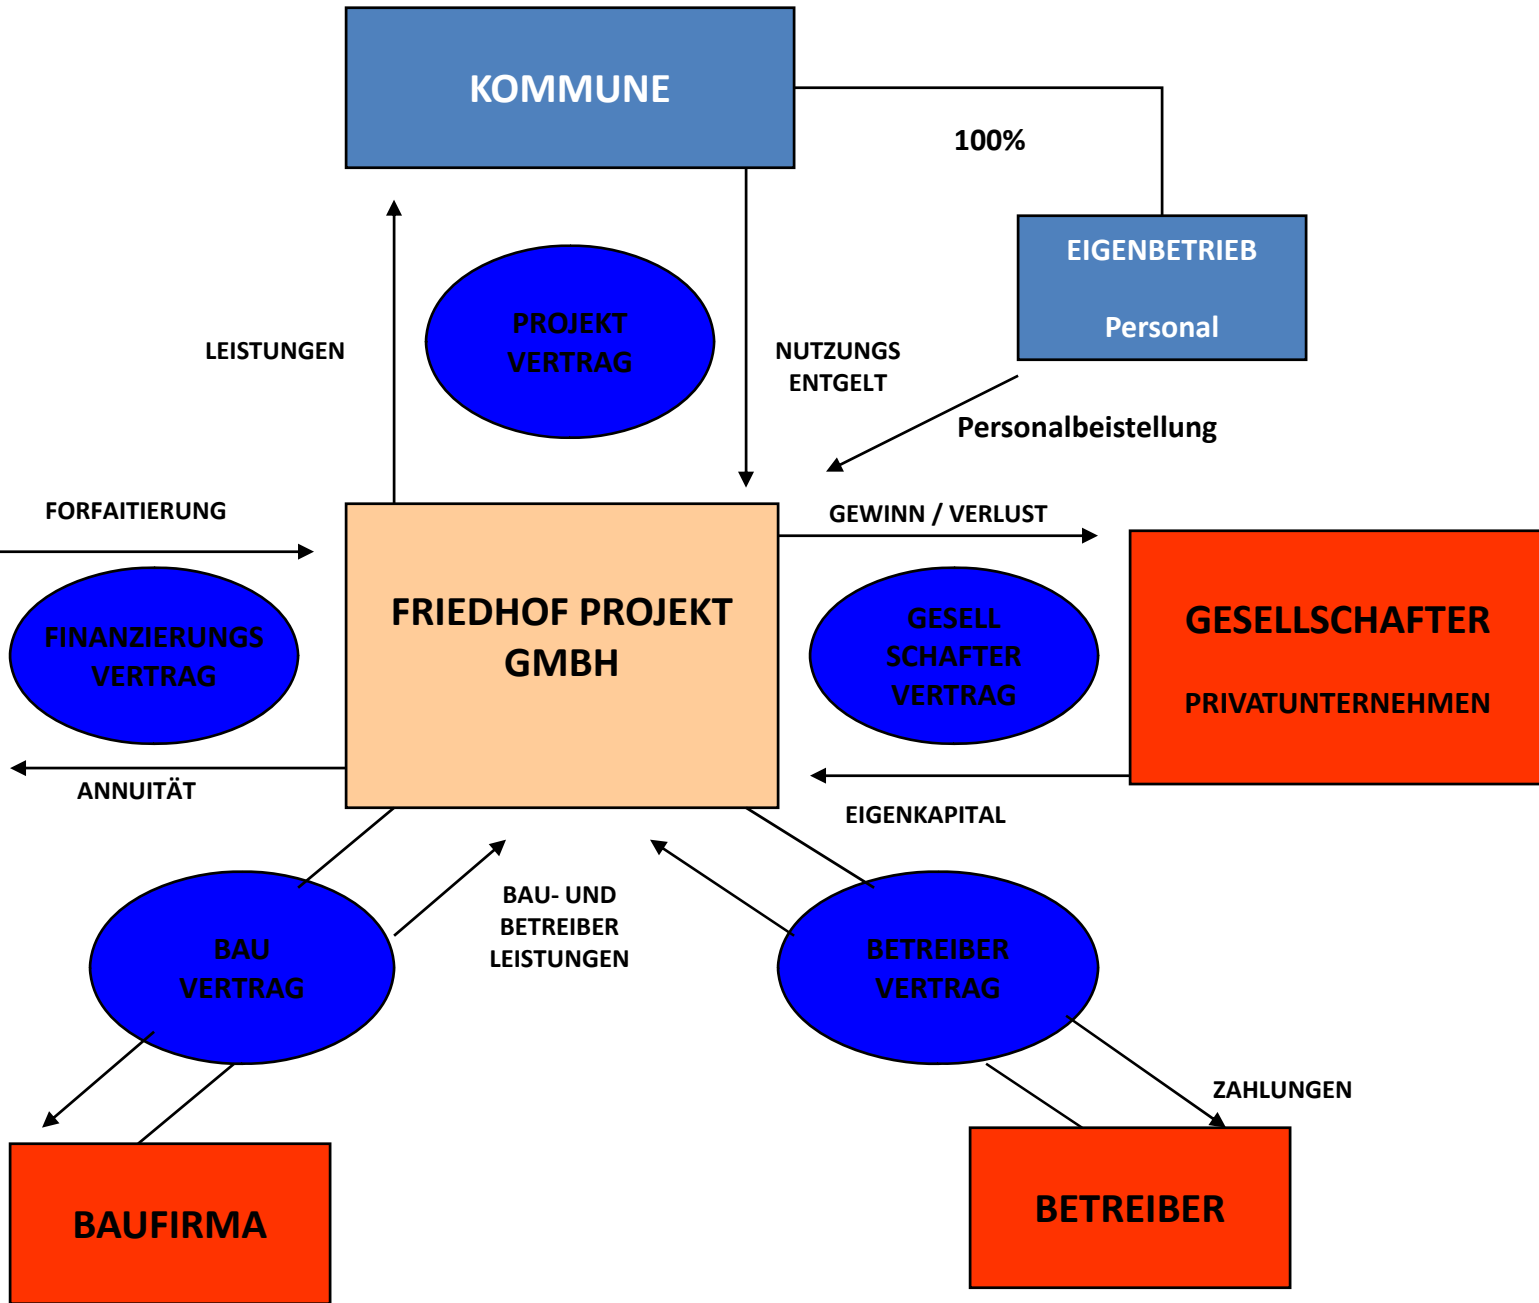 KOMMUNE
100%
EIGENBETRIEB
Personal
PROJEKT
VERTRAG
LEISTUNGEN
NUTZUNGS
ENTGELT
Personalbeistellung
FORFAITIERUNG
GEWINN / VERLUST
FINANZIERUNGS
VERTRAG
FRIEDHOF PROJEKT
GMBH
GESELL
SCHAFTER
VERTRAG
GESELLSCHAFTER
PRIVATUNTERNEHMEN
ANNUITÄT
EIGENKAPITAL
BAU- UND
BETREIBER
LEISTUNGEN
BAU
VERTRAG
BETREIBER
VERTRAG
ZAHLUNGEN
BAUFIRMA
BETREIBER